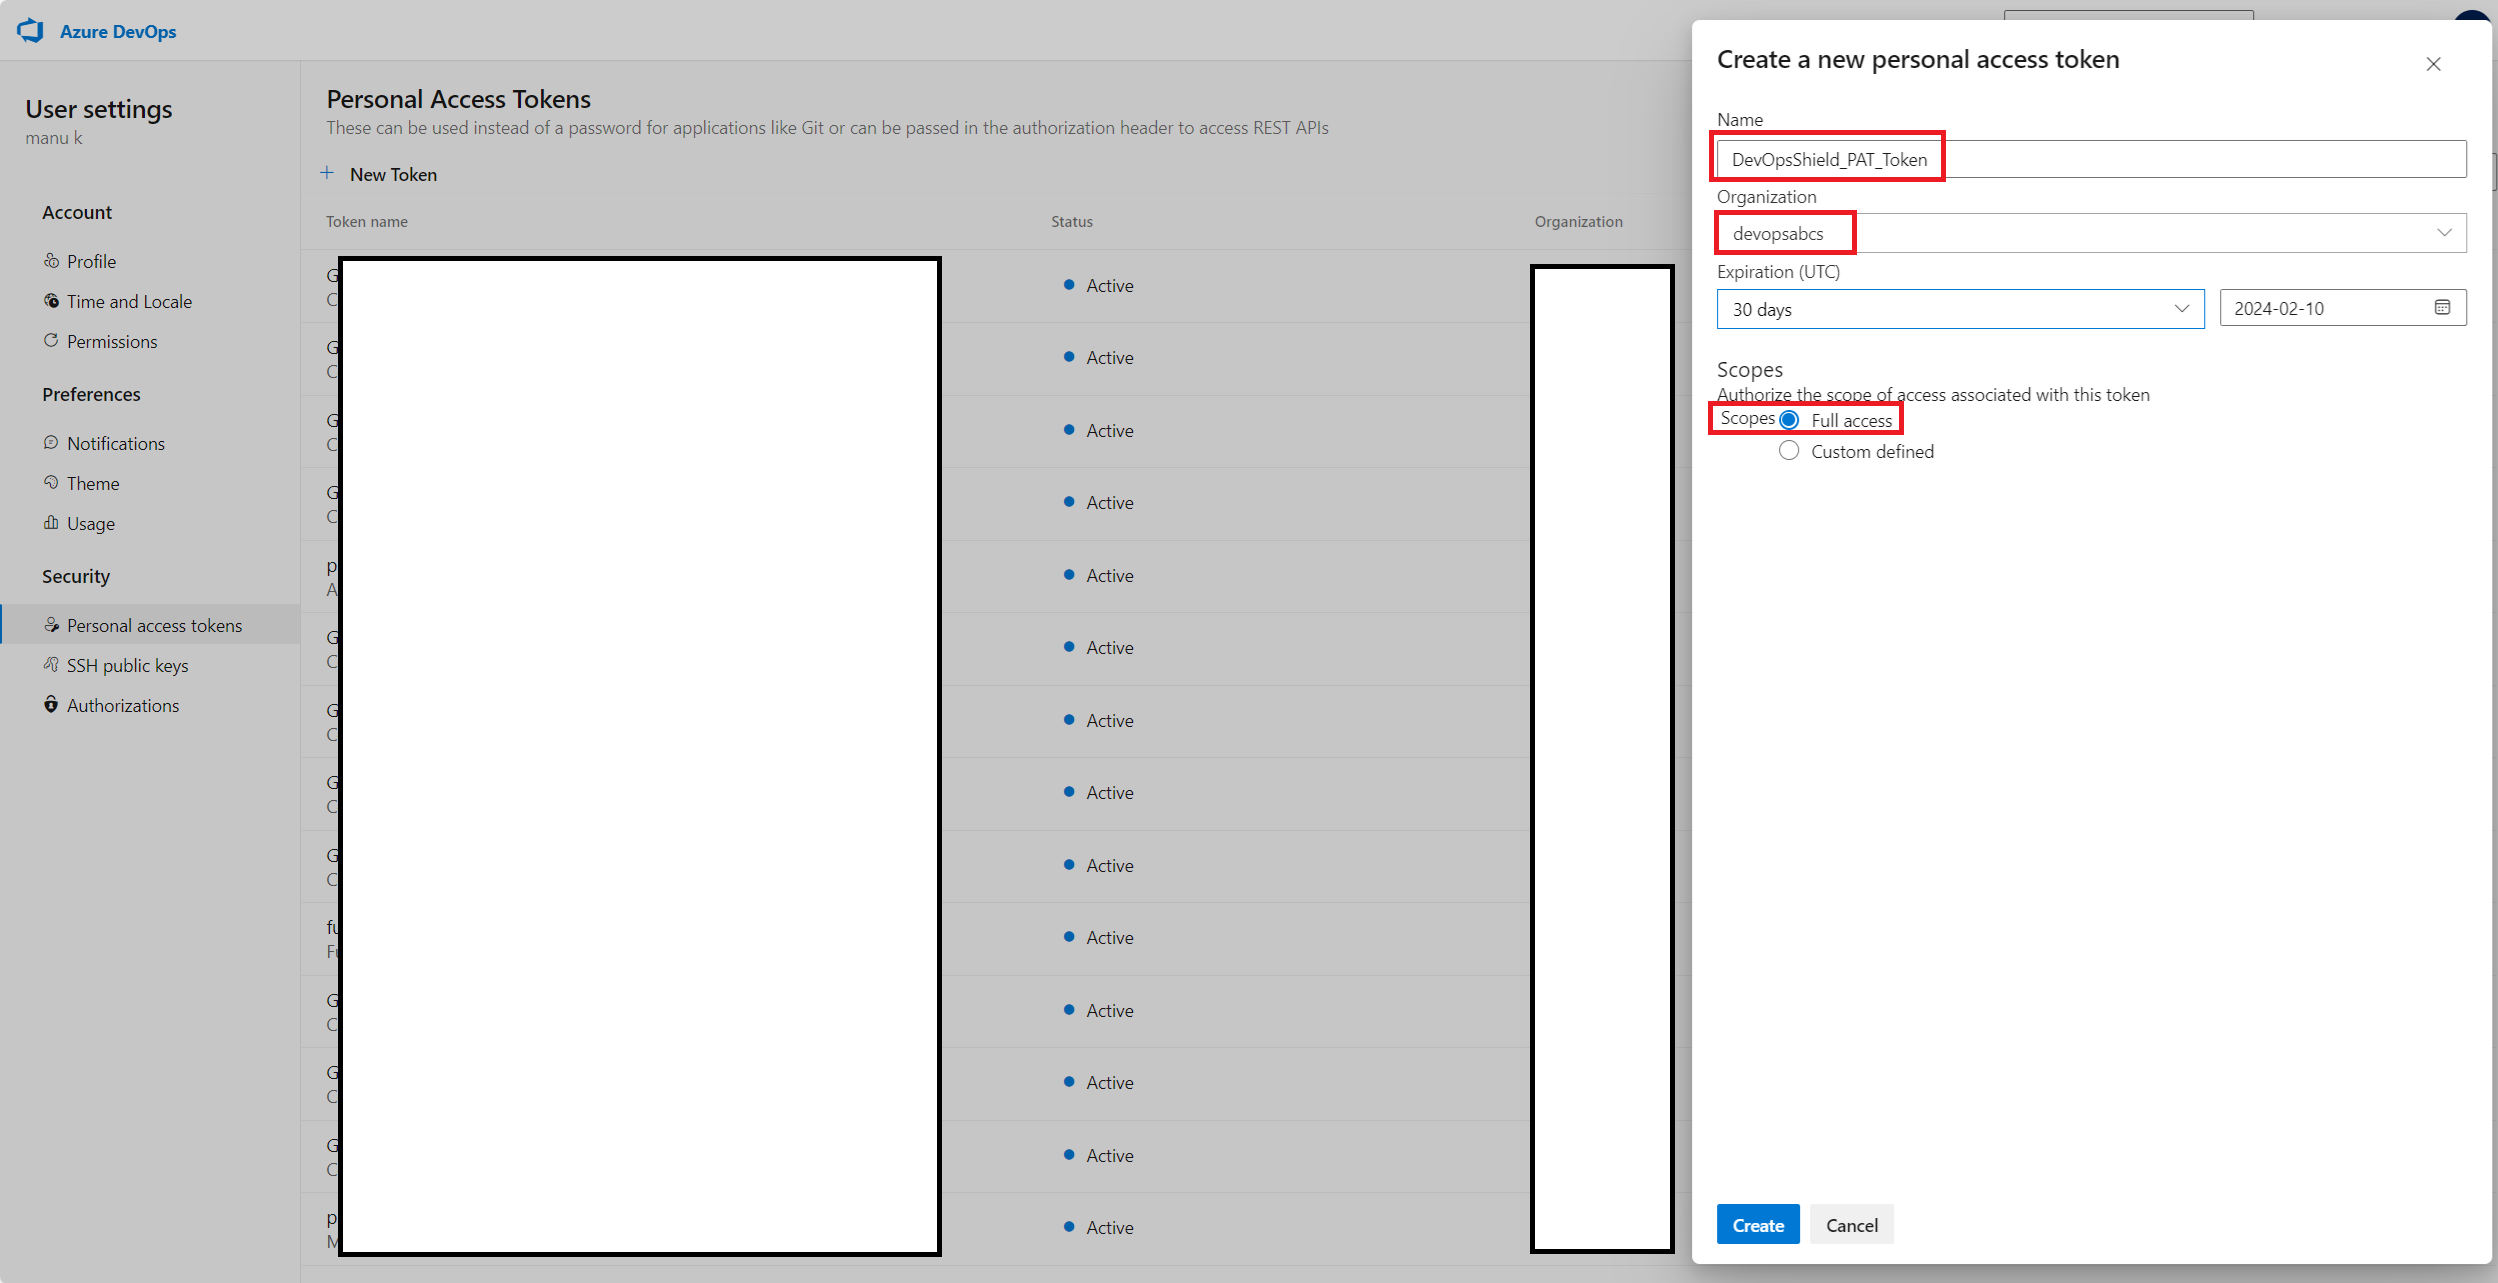 Azure DevOps
User settings
manu k
Account
Profile
Time and Locale
Permissions
Preferences
Notifications
Theme
Usage
Security
Personal access tokens
SSH public keys
Authorizations
Personal Access Tokens
These can be used instead of a password for applications like Git or can be passed in the authorization header to access REST APIs
+ New Token
Token name Status Organization
Active
Active
Active
Active
Active
Active
Active
Active
Active
Active
Active
Active
Active
Active
Create a new personal access token
Name
DevOpsShield_PAT_Token
Organization
devopsabcs
Expiration (UTC)
30 days 2024-02-10
Scopes
Authorize the scope of access associated with this token
Scopes Full access
Custom defined
Create Cancel